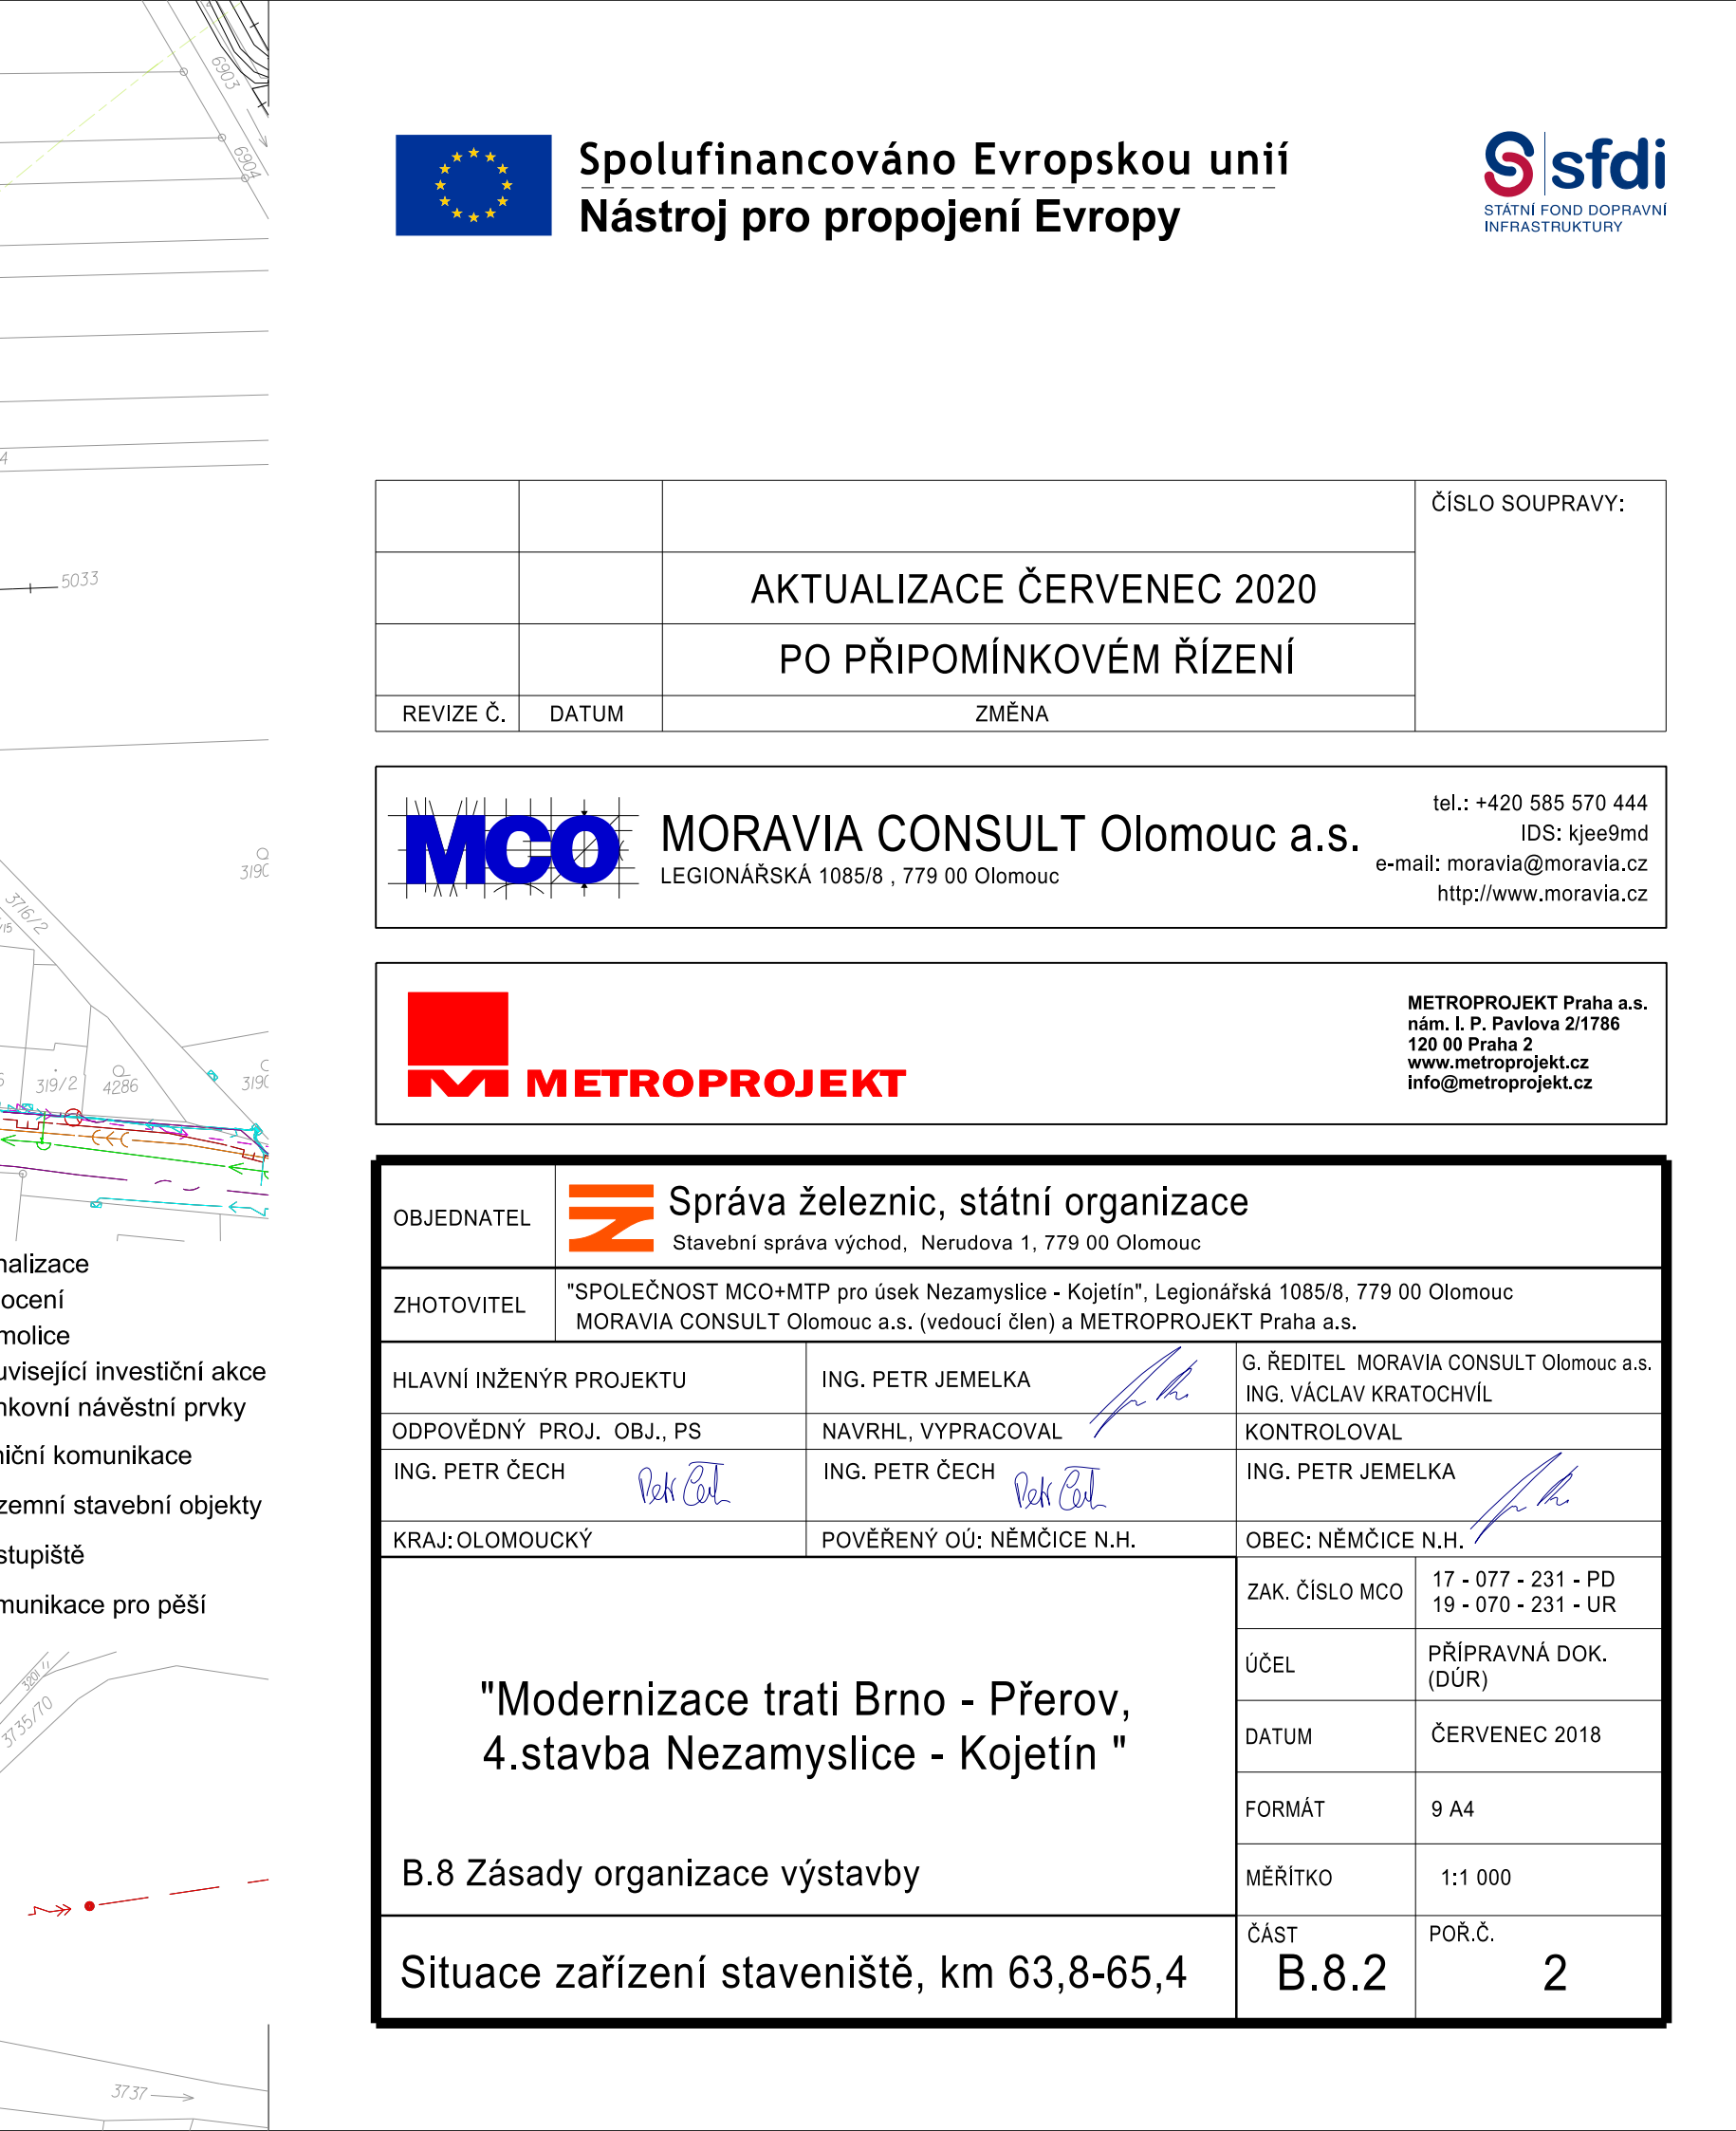 6903
6904
4
5033
3190
3716/2
/15
319/2
4286
3190
nalizace
ocení
molice
uvisející investiční akce
nkovní návěstní prvky
niční komunikace
zemní stavební objekty
stupiště
munikace pro pěší
3201
3735/70
3737
Spolufinancováno Evropskou unií
Nástroj pro propojení Evropy
S sfdi
STÁTNÍ FOND DOPRAVNÍ
INFRASTRUKTURY
ČÍSLO SOUPRAVY:
AKTUALIZACE ČERVENEC 2020
PO PŘIPOMÍNKOVÉM ŘÍZENÍ
REVIZE Č. DATUM ZMĚNA
MCO
MORAVIA CONSULT Olomouc a.s.
LEGIONÁŘSKÁ 1085/8 , 779 00 Olomouc
tel.: +420 585 570 444
IDS: kjee9md
e-mail: moravia@moravia.cz
http://www.moravia.cz
METROPROJEKT
METROPROJEKT Praha a.s.
nám. I. P. Pavlova 2/1786
120 00 Praha 2
www.metroprojekt.cz
info@metroprojekt.cz
OBJEDNATEL
Správa železnic, státní organizace
Stavební správa východ, Nerudova 1, 779 00 Olomouc
ZHOTOVITEL
"SPOLEČNOST MCO+MTP pro úsek Nezamyslice - Kojetín", Legionářská 1085/8, 779 00 Olomouc
MORAVIA CONSULT Olomouc a.s. (vedoucí člen) a METROPROJEKT Praha a.s.
HLAVNÍ INŽENÝR PROJEKTU
ING. PETR JEMELKA
G. ŘEDITEL MORAVIA CONSULT Olomouc a.s.
ING. VÁCLAV KRATOCHVÍL
ODPOVĚDNÝ PROJ. OBJ., PS
NAVRHL, VYPRACOVAL
KONTROLOVAL
ING. PETR ČECH
Petr Čech
ING. PETR ČECH
Petr Čech
ING. PETR JEMELKA
KRAJ: OLOMOUCKÝ
POVĚŘENÝ OÚ: NĚMČICE N.H.
OBEC: NĚMČICE N.H.
"Modernizace trati Brno - Přerov,
4.stavba Nezamyslice - Kojetín "
B.8 Zásady organizace výstavby
Situace zařízení staveniště, km 63,8-65,4
ZAK. ČÍSLO MCO
17 - 077 - 231 - PD
19 - 070 - 231 - UR
ÚČEL
PŘÍPRAVNÁ DOK.
(DÚR)
DATUM
ČERVENEC 2018
FORMÁT
9 A4
MĚŘÍTKO
1:1 000
ČÁST
B.8.2
POŘ.Č.
2